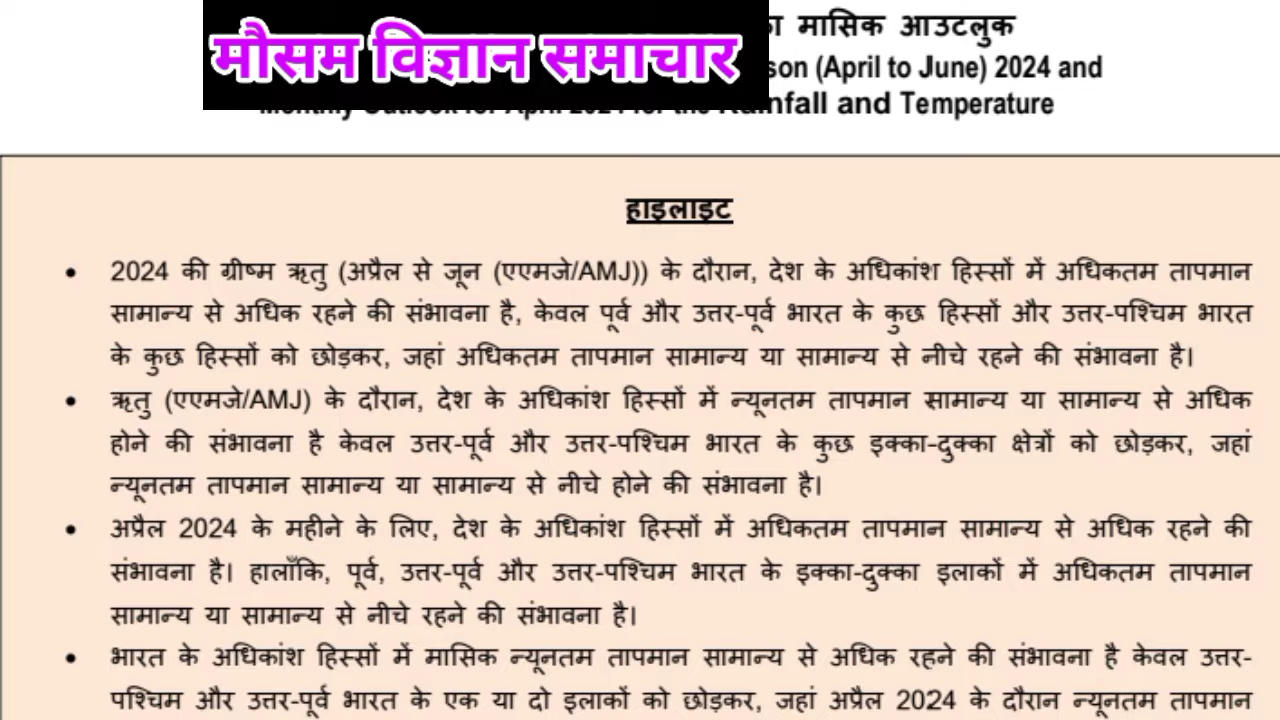 मौसम विज्ञान समाचार
मासिक आउटलुक
(April to June) 2024 and
and Temperature
हाइलाइट
• 2024 की ग्रीष्म ऋतु (अप्रैल से जून (एएमजे/AMJ)) के दौरान, देश के अधिकांश हिस्सों में अधिकतम तापमान
सामान्य से अधिक रहने की संभावना है, केवल पूर्व और उत्तर-पूर्व भारत के कुछ हिस्सों और उत्तर-पश्चिम भारत
के कुछ हिस्सों को छोड़कर, जहां अधिकतम तापमान सामान्य या सामान्य से नीचे रहने की संभावना है।
• ऋतु (एएमजे/AMJ) के दौरान, देश के अधिकांश हिस्सों में न्यूनतम तापमान सामान्य या सामान्य से अधिक
होने की संभावना है केवल उत्तर-पूर्व और उत्तर-पश्चिम भारत के कुछ इक्का-दुक्का क्षेत्रों को छोड़कर, जहां
न्यूनतम तापमान सामान्य या सामान्य से नीचे होने की संभावना है।
• अप्रैल 2024 के महीने के लिए, देश के अधिकांश हिस्सों में अधिकतम तापमान सामान्य से अधिक रहने की
संभावना है। हालाँकि, पूर्व, उत्तर-पूर्व और उत्तर-पश्चिम भारत के इक्का-दुक्का इलाकों में अधिकतम तापमान
सामान्य या सामान्य से नीचे रहने की संभावना है।
• भारत के अधिकांश हिस्सों में मासिक न्यूनतम तापमान सामान्य से अधिक रहने की संभावना है केवल उत्तर-
पश्चिम और उत्तर-पूर्व भारत के एक या दो इलाकों को छोड़कर, जहां अप्रैल 2024 के दौरान न्यूनतम तापमान